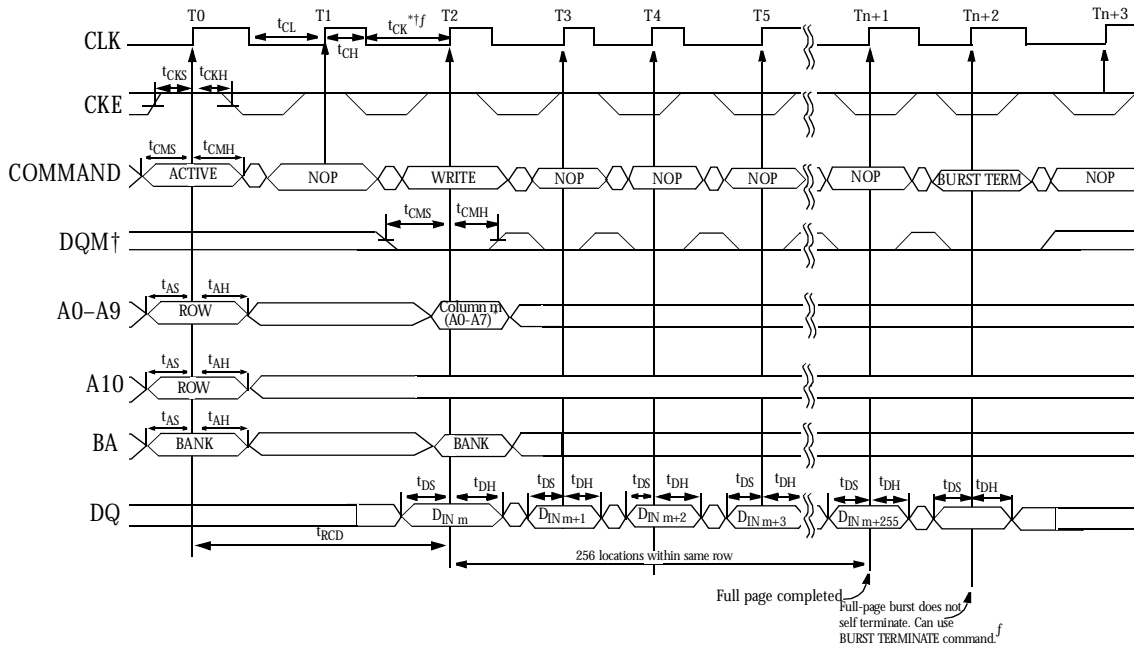 T0 T1 T2 T3 T4 T5 Tn+1 Tn+2 Tn+3
CLK tCL tCH tCK*†f
CKE tCKS tCKH
tCMS tCMH
COMMAND ACTIVE NOP WRITE NOP NOP NOP NOP BURST TERM NOP
tCMS tCMH
DQM†
tAS tAH
A0–A9 ROW Column m
(A0-A7)*
tAS tAH
A10 ROW
tAS tAH
BA BANK BANK
tDS tDH tDS tDH tDS tDH tDS tDH tDS tDH tDS tDH
DQ DIN m DIN m+1 DIN m+2 DIN m+3 DIN m+255
tRCD
256 locations within same row
Full page completed
Full-page burst does not
self terminate. Can use
BURST TERMINATE command.f